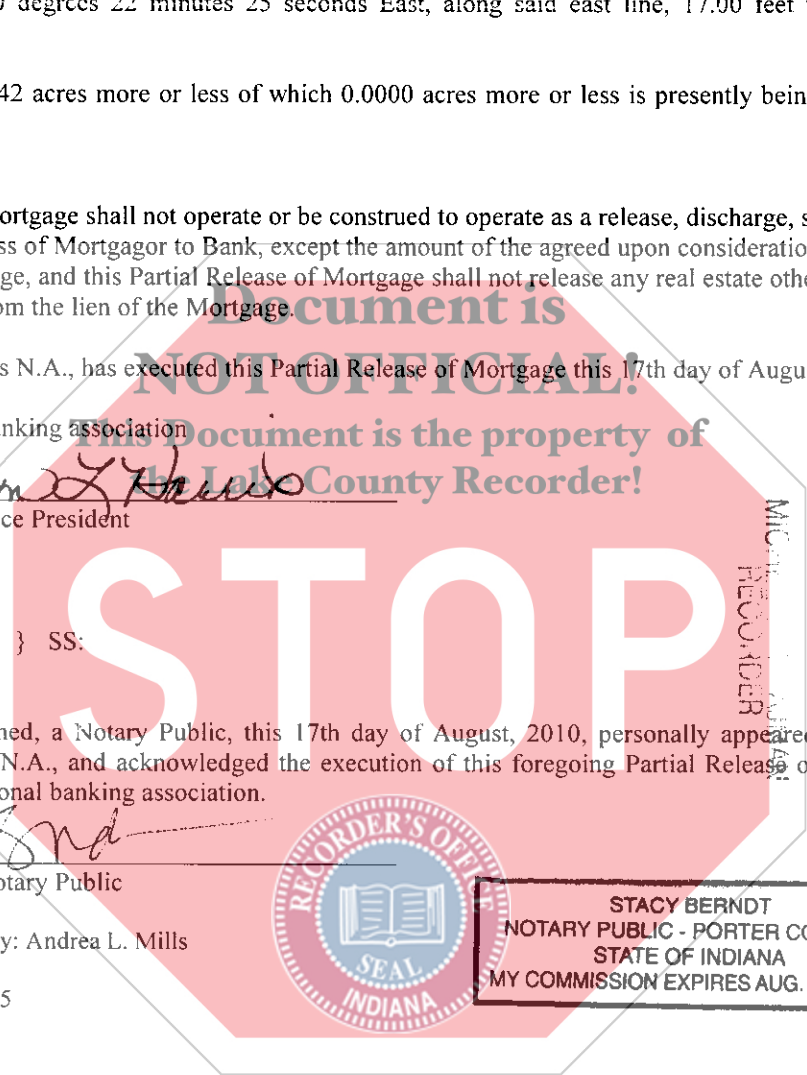 degrees 22 minutes 25 seconds East, along said east line, 17.00 feet
42 acres more or less of which 0.0000 acres more or less is presently bein
ortgage shall not operate or be construed to operate as a release, discharge, s
ss of Mortgagor to Bank, except the amount of the agreed upon consideratio
ge, and this Partial Release of Mortgage shall not release any real estate othe
om the lien of the Mortgage.
Document is
NOT OFFICIAL!
s N.A., has executed this Partial Release of Mortgage this 17th day of Augu
This Document is the property of
nking association
the Lake County Recorder!
ce President
RECORDER
STOP
} SS:
ned, a Notary Public, this 17th day of August, 2010, personally appeared
N.A., and acknowledged the execution of this foregoing Partial Release o
onal banking association.
RECORDER'S OFFICE
SEAL
INDIANA
otary Public
y: Andrea L. Mills
5
STACY BERNDT
NOTARY PUBLIC - PORTER CO
STATE OF INDIANA
MY COMMISSION EXPIRES AUG.